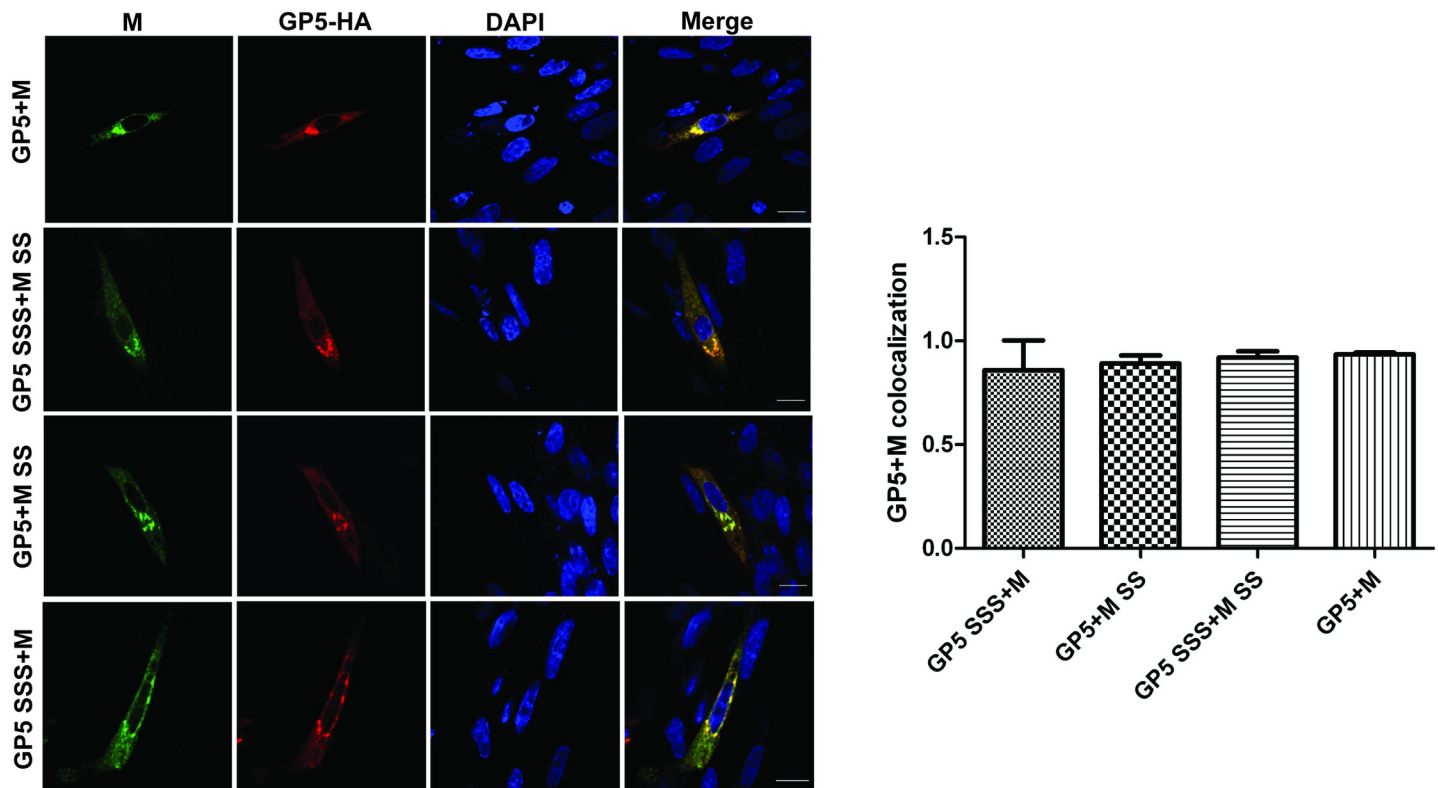 M GP5-HA DAPI Merge
GP5+M
GP5 SSS+M SS
GP5+M SS
GP5 SSS+M
GP5+M colocalization
1.5
1.0
0.5
0.0
GP5 SSS+M
GP5+M SS
GP5 SSS+M SS
GP5+M